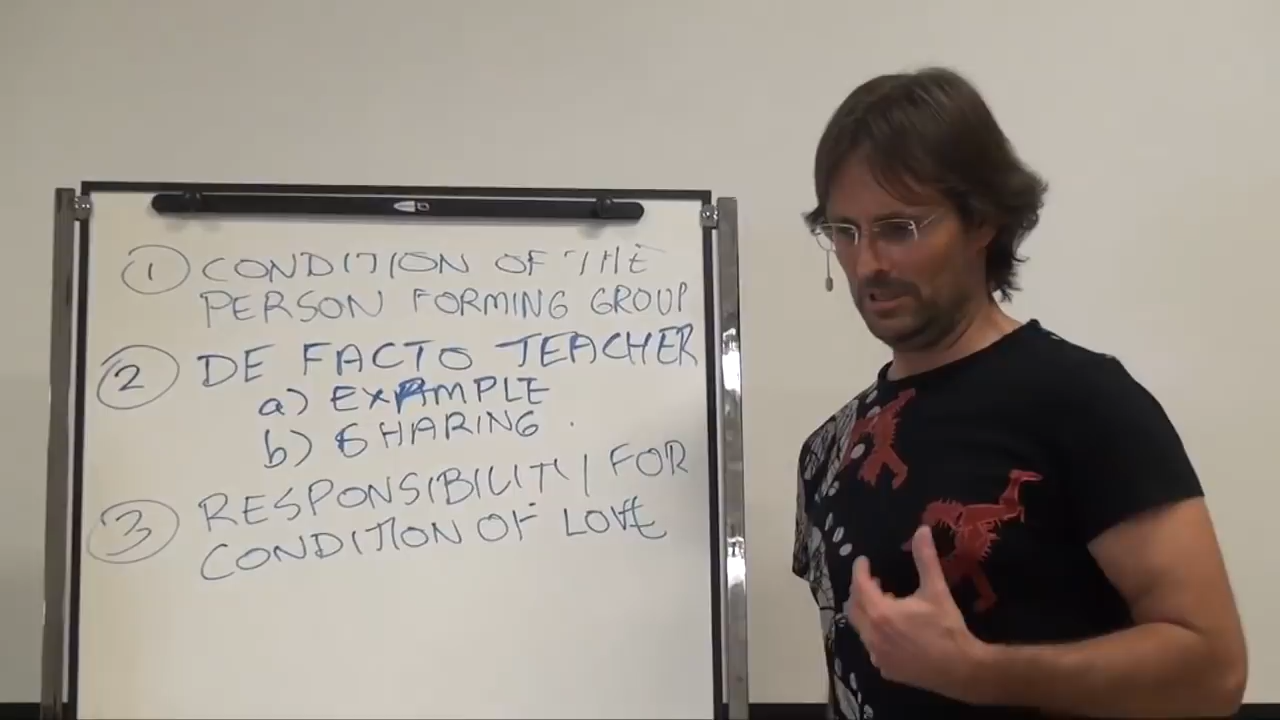 1 CONDITION OF THE
PERSON FORMING GROUP
2 DE FACTO TEACHER
a) EXAMPLE
b) SHARING.
3 RESPONSIBILITY FOR
CONDITION OF LOVE